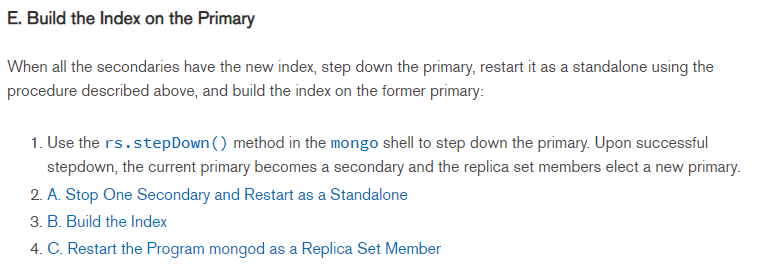 E. Build the Index on the Primary
When all the secondaries have the new index, step down the primary, restart it as a standalone using the
procedure described above, and build the index on the former primary:
1. Use the rs.stepDown() method in the mongo shell to step down the primary. Upon successful
stepdown, the current primary becomes a secondary and the replica set members elect a new primary.
2. A. Stop One Secondary and Restart as a Standalone
3. B. Build the Index
4. C. Restart the Program mongod as a Replica Set Member